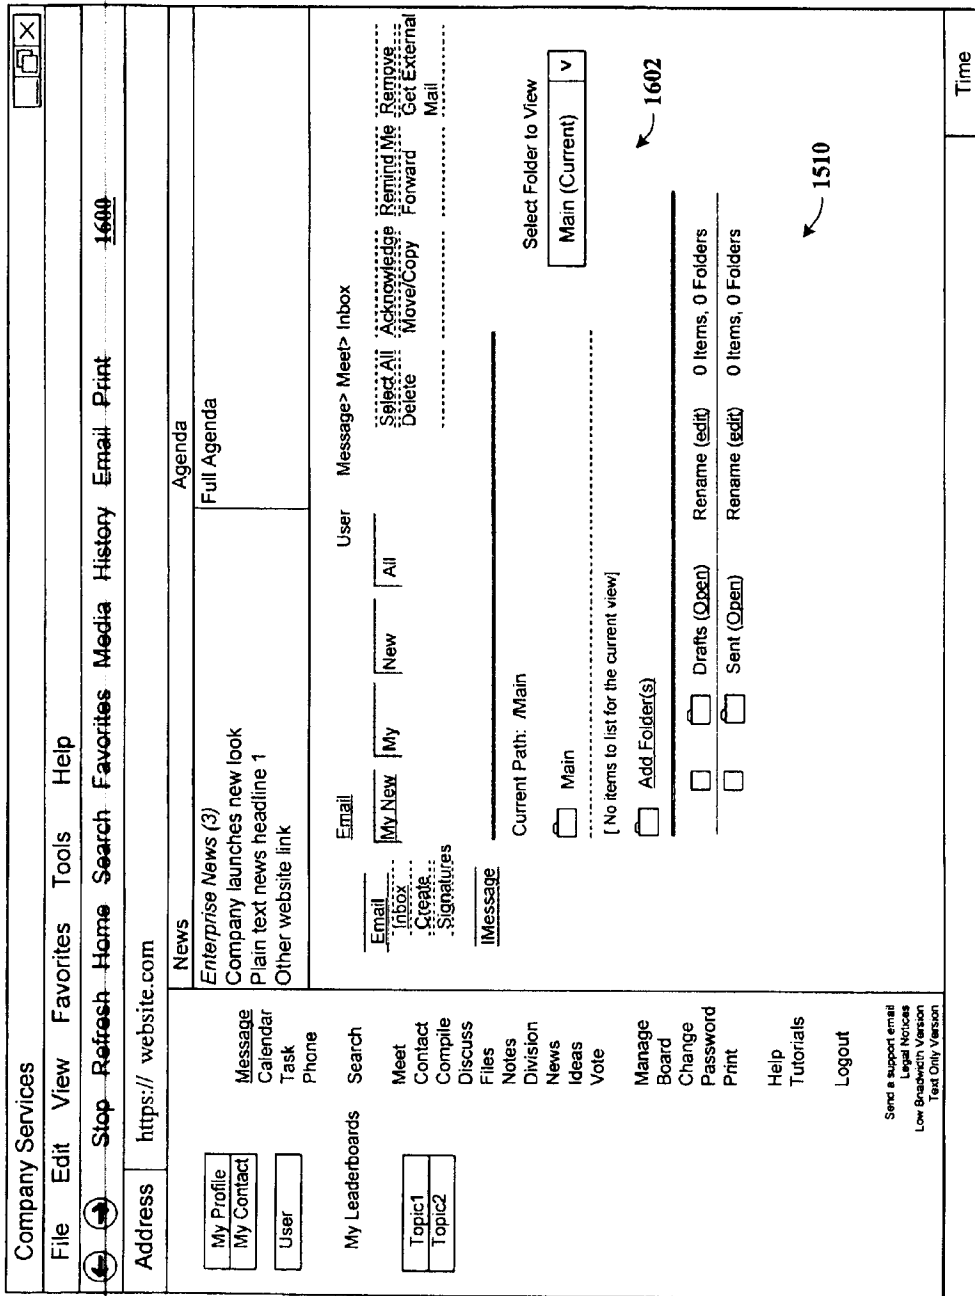 Company Services
File Edit View Favorites Tools Help
Stop Refresh Home Search Favorites Media History Email Print 1600
Address https:// website.com
My Profile
My Contact
User
My Leaderboards
Topic1
Topic2
Message
Calendar
Task
Phone
Search
Meet
Contact
Compile
Discuss
Files
Notes
Division
News
Ideas
Vote
Manage
Board
Change
Password
Print
Help
Tutorials
Logout
Send a support email
Legal Notices
Low Bnadwidth Version
Text Only Version
News
Enterprise News (3)
Company launches new look
Plain text news headline 1
Other website link
Agenda
Full Agenda
Email
Inbox
Create
Signatures
IMessage
Email User Message> Meet> Inbox
My New My New All
Select All Acknowledge Remind Me Remove
Delete Move/Copy Forward Get External
Mail
Current Path: /Main
Select Folder to View
Main Main (Current) v
[ No items to list for the current view]
Add Folder(s)
1602
Drafts (Open) Rename (edit) 0 Items, 0 Folders
Sent (Open) Rename (edit) 0 Items, 0 Folders
1510
Time